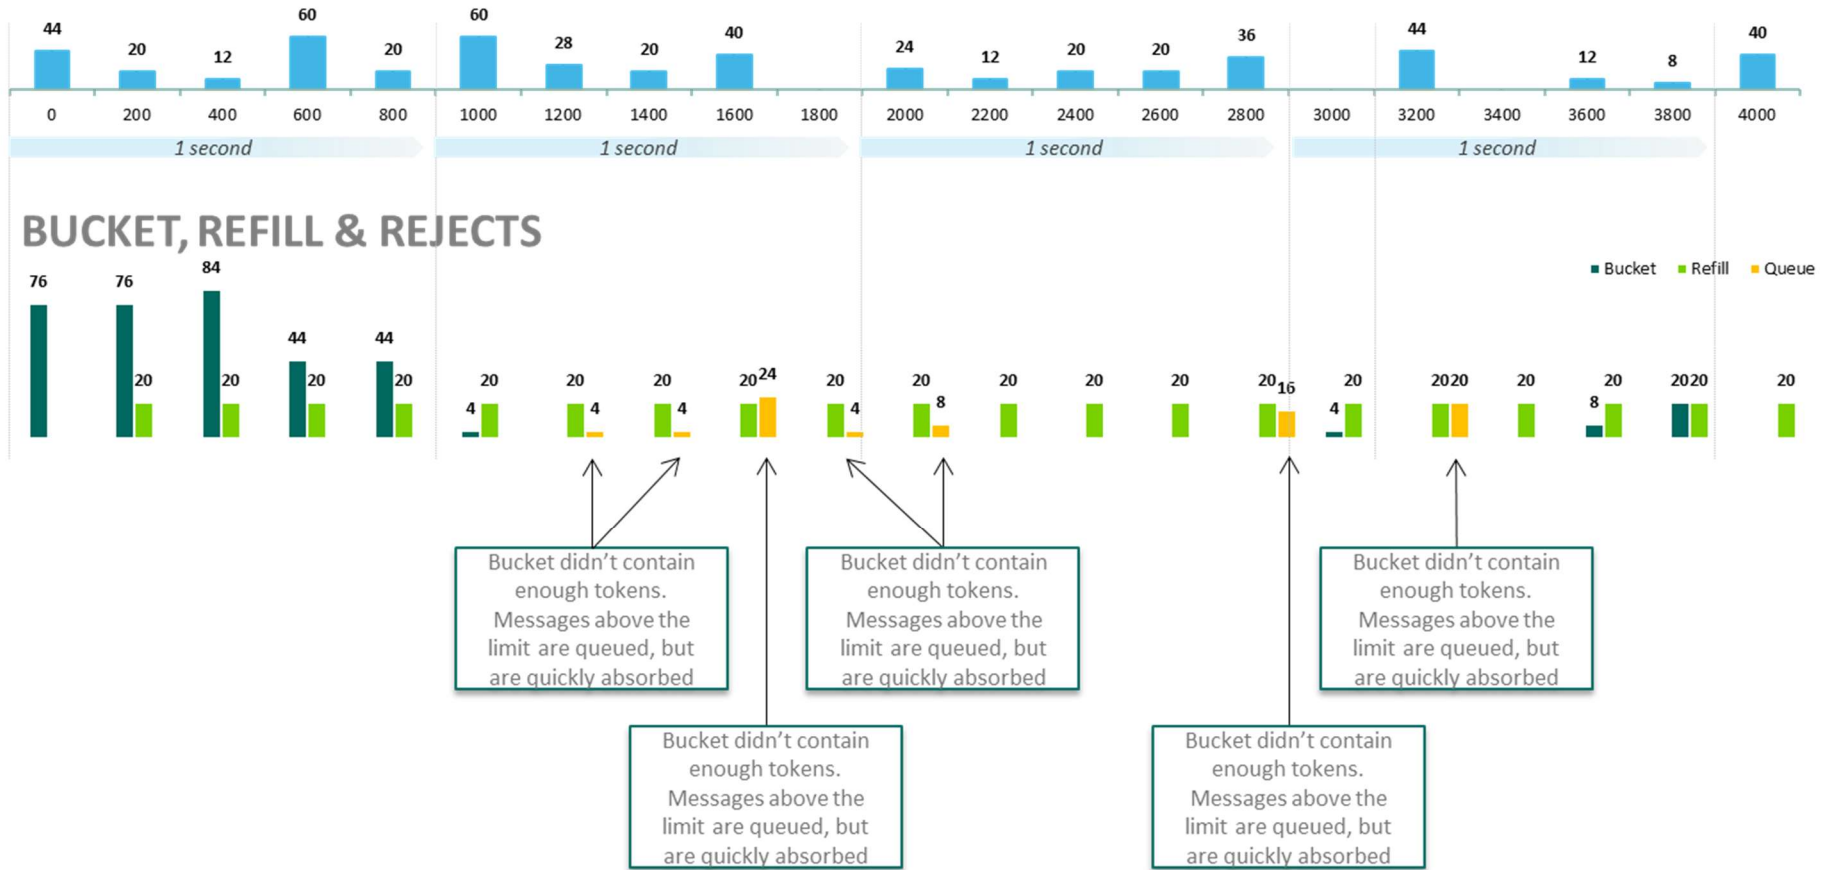 44 20 12 60 20 60 28 20 40 24 12 20 20 36 44 12 8 40
0 200 400 600 800 1000 1200 1400 1600 1800 2000 2200 2400 2600 2800 3000 3200 3400 3600 3800 4000
1 second 1 second 1 second 1 second
BUCKET, REFILL & REJECTS
Bucket Refill Queue
76 76 20 84 20 44 20 44 20 4 20 20 4 20 4 20 24 20 4 20 8 20 20 20 20 16 4 20 20 20 20 8 20 20 20 20
Bucket didn’t contain
enough tokens.
Messages above the
limit are queued, but
are quickly absorbed
Bucket didn’t contain
enough tokens.
Messages above the
limit are queued, but
are quickly absorbed
Bucket didn’t contain
enough tokens.
Messages above the
limit are queued, but
are quickly absorbed
Bucket didn’t contain
enough tokens.
Messages above the
limit are queued, but
are quickly absorbed
Bucket didn’t contain
enough tokens.
Messages above the
limit are queued, but
are quickly absorbed